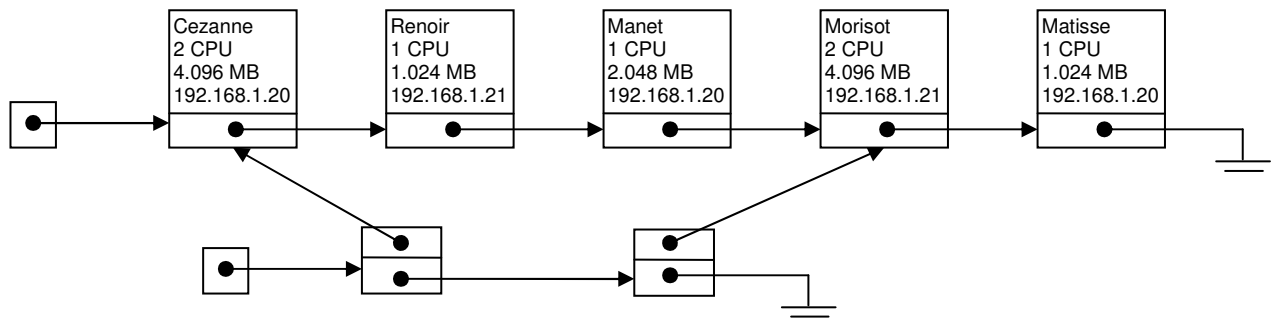 Cezanne
2 CPU
4.096 MB
192.168.1.20
Renoir
1 CPU
1.024 MB
192.168.1.21
Manet
1 CPU
2.048 MB
192.168.1.20
Morisot
2 CPU
4.096 MB
192.168.1.21
Matisse
1 CPU
1.024 MB
192.168.1.20